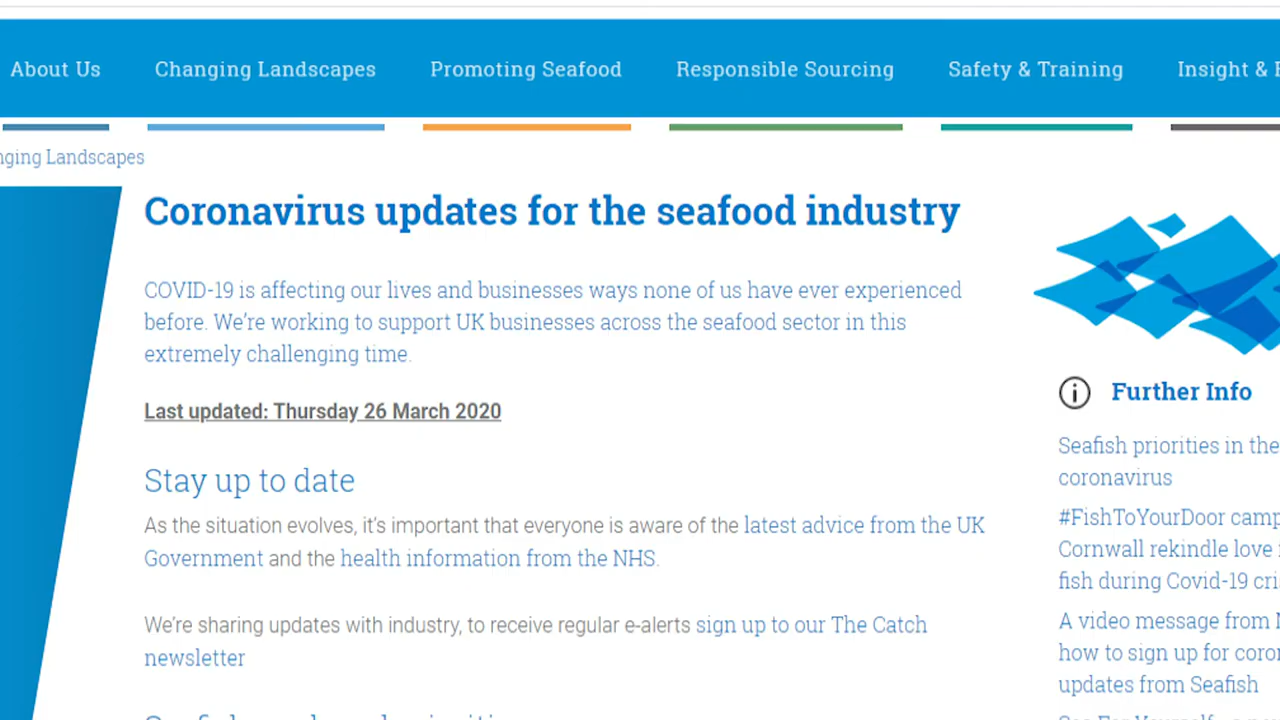 About Us Changing Landscapes Promoting Seafood Responsible Sourcing Safety & Training Insight &
Landscapes
Coronavirus updates for the seafood industry
COVID-19 is affecting our lives and businesses ways none of us have ever experienced
before. We’re working to support UK businesses across the seafood sector in this
extremely challenging time.
Last updated: Thursday 26 March 2020
Stay up to date
As the situation evolves, it’s important that everyone is aware of the latest advice from the UK
Government and the health information from the NHS.
We’re sharing updates with industry, to receive regular e-alerts sign up to our The Catch
newsletter
Further Info
Seafish priorities in the
coronavirus
#FishToYourDoor
Cornwall rekindle love
fish during Covid-19
A video message from
how to sign up for
updates from Seafish